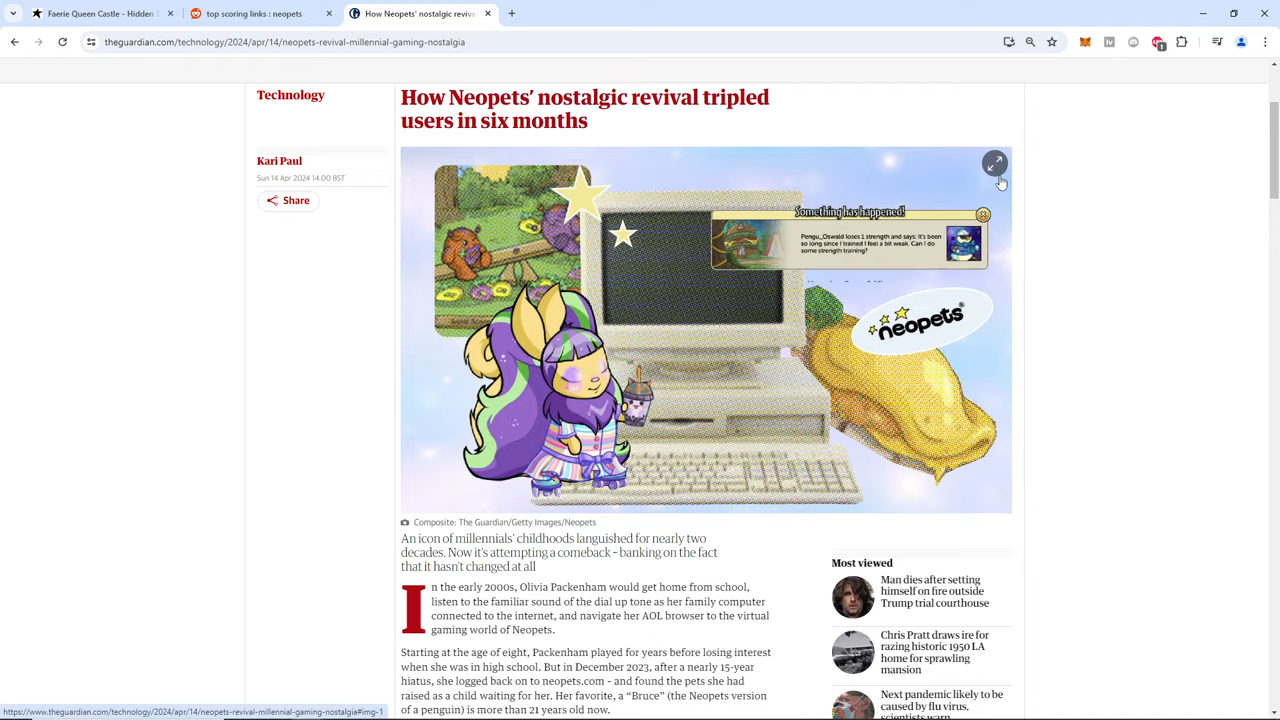 Faerie Queen Castle - Hidden T
top scoring links : neopets
How Neopets' nostalgic reviva
theguardian.com/technology/2024/apr/14/neopets-revival-millennial-gaming-nostalgia
1
Technology
How Neopets’ nostalgic revival tripled
users in six months
Kari Paul
Sun 14 Apr 2024 14.00 BST
Share
Something has happened!
Pengu_Oswald loses 1 strength and says: It's been
so long since I trained I feel a bit weak. Can I do
some strength training?
neopets
Composite: The Guardian/Getty Images/Neopets
An icon of millennials’ childhoods languished for nearly two
decades. Now it’s attempting a comeback – banking on the fact
that it hasn’t changed at all
In the early 2000s, Olivia Packenham would get home from school,
listen to the familiar sound of the dial up tone as her family computer
connected to the internet, and navigate her AOL browser to the virtual
gaming world of Neopets.
Starting at the age of eight, Packenham played for years before losing interest
when she was in high school. But in December 2023, after a nearly 15-year
hiatus, she logged back on to neopets.com – and found the pets she had
raised as a child waiting for her. Her favorite, a “Bruce” (the Neopets version
of a penguin) is more than 21 years old now.
Most viewed
Man dies after setting
himself on fire outside
Trump trial courthouse
Chris Pratt draws ire for
razing historic 1950 LA
home for sprawling
mansion
Next pandemic likely to be
caused by flu virus,
scientists warn
https://www.theguardian.com/technology/2024/apr/14/neopets-revival-millennial-gaming-nostalgia#img-1